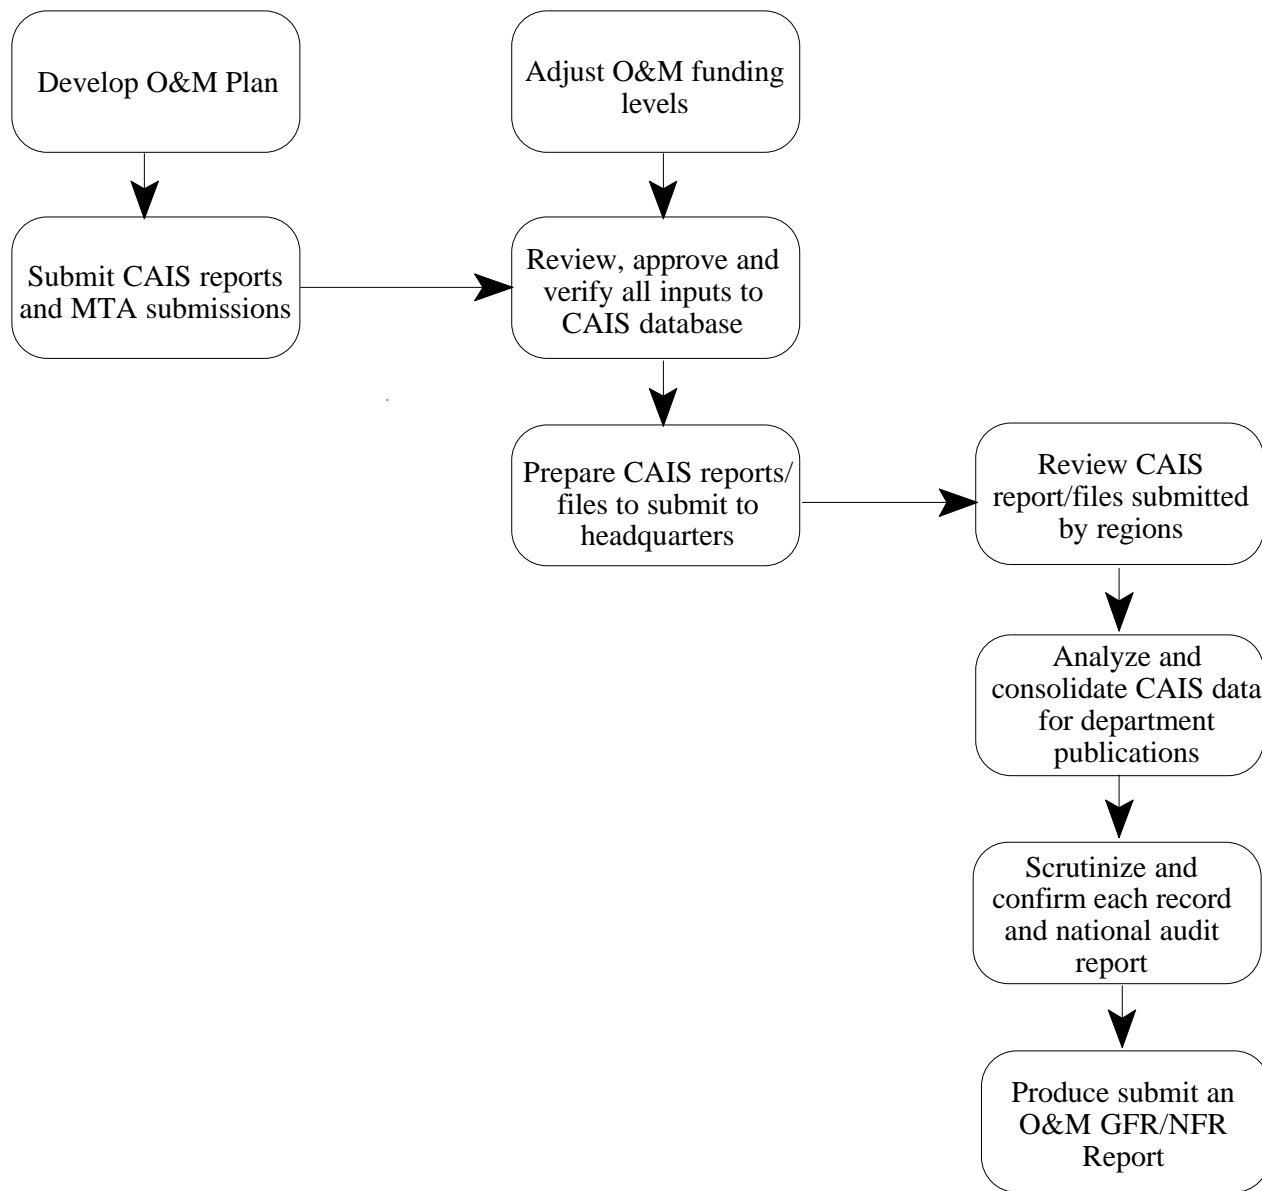 Develop O&M Plan
Adjust O&M funding
levels
Submit CAIS reports
and MTA submissions
Review, approve and
verify all inputs to
CAIS database
Prepare CAIS reports/
files to submit to
headquarters
Review CAIS
report/files submitted
by regions
Analyze and
consolidate CAIS data
for department
publications
Scrutinize and
confirm each record
and national audit
report
Produce submit an
O&M GFR/NFR
Report